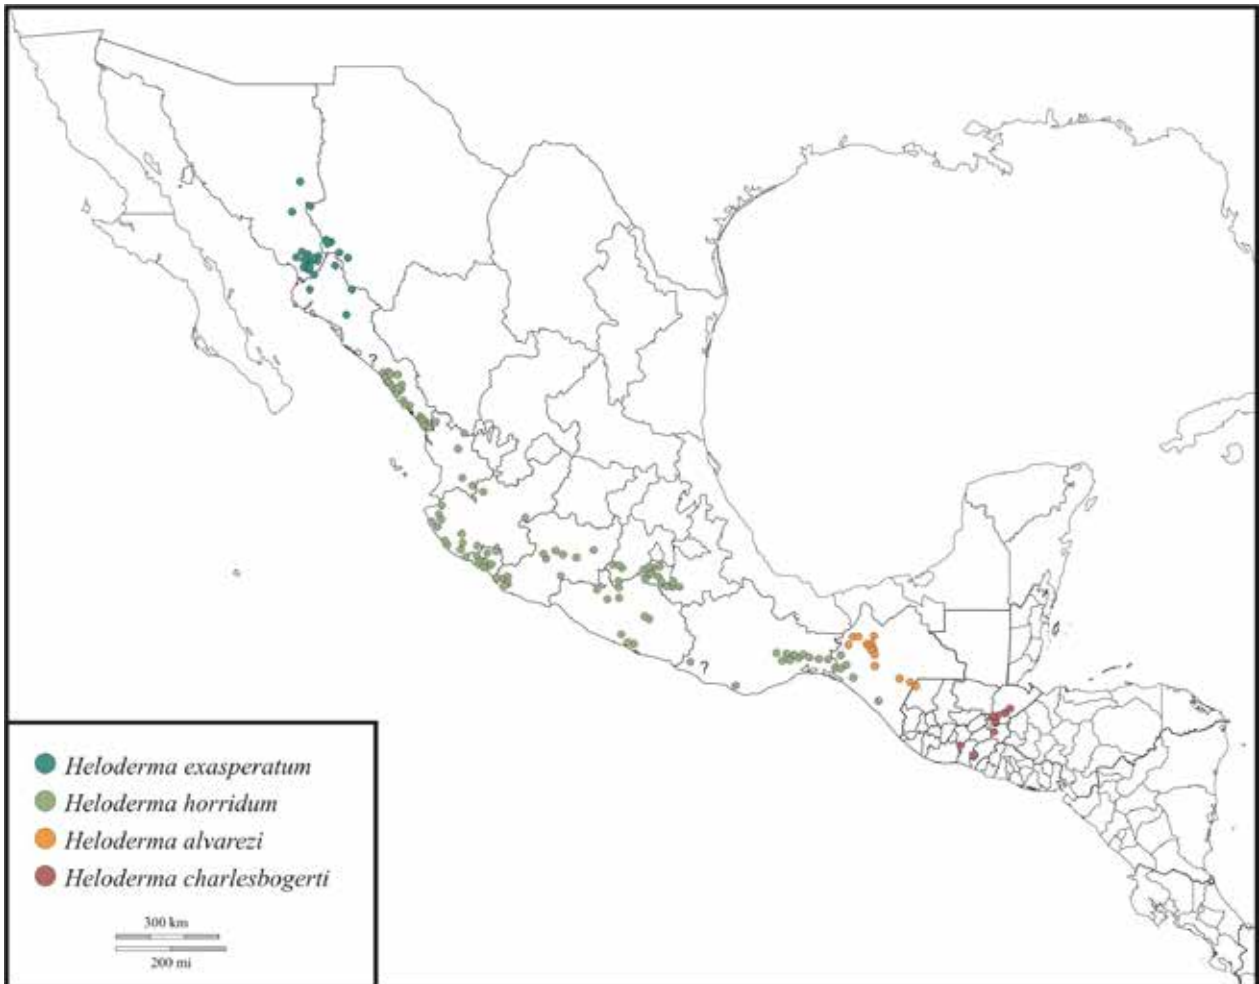 ?
?
Heloderma exasperatum
Heloderma horridum
Heloderma alvarezi
Heloderma charlesbogerti
300 km
200 mi